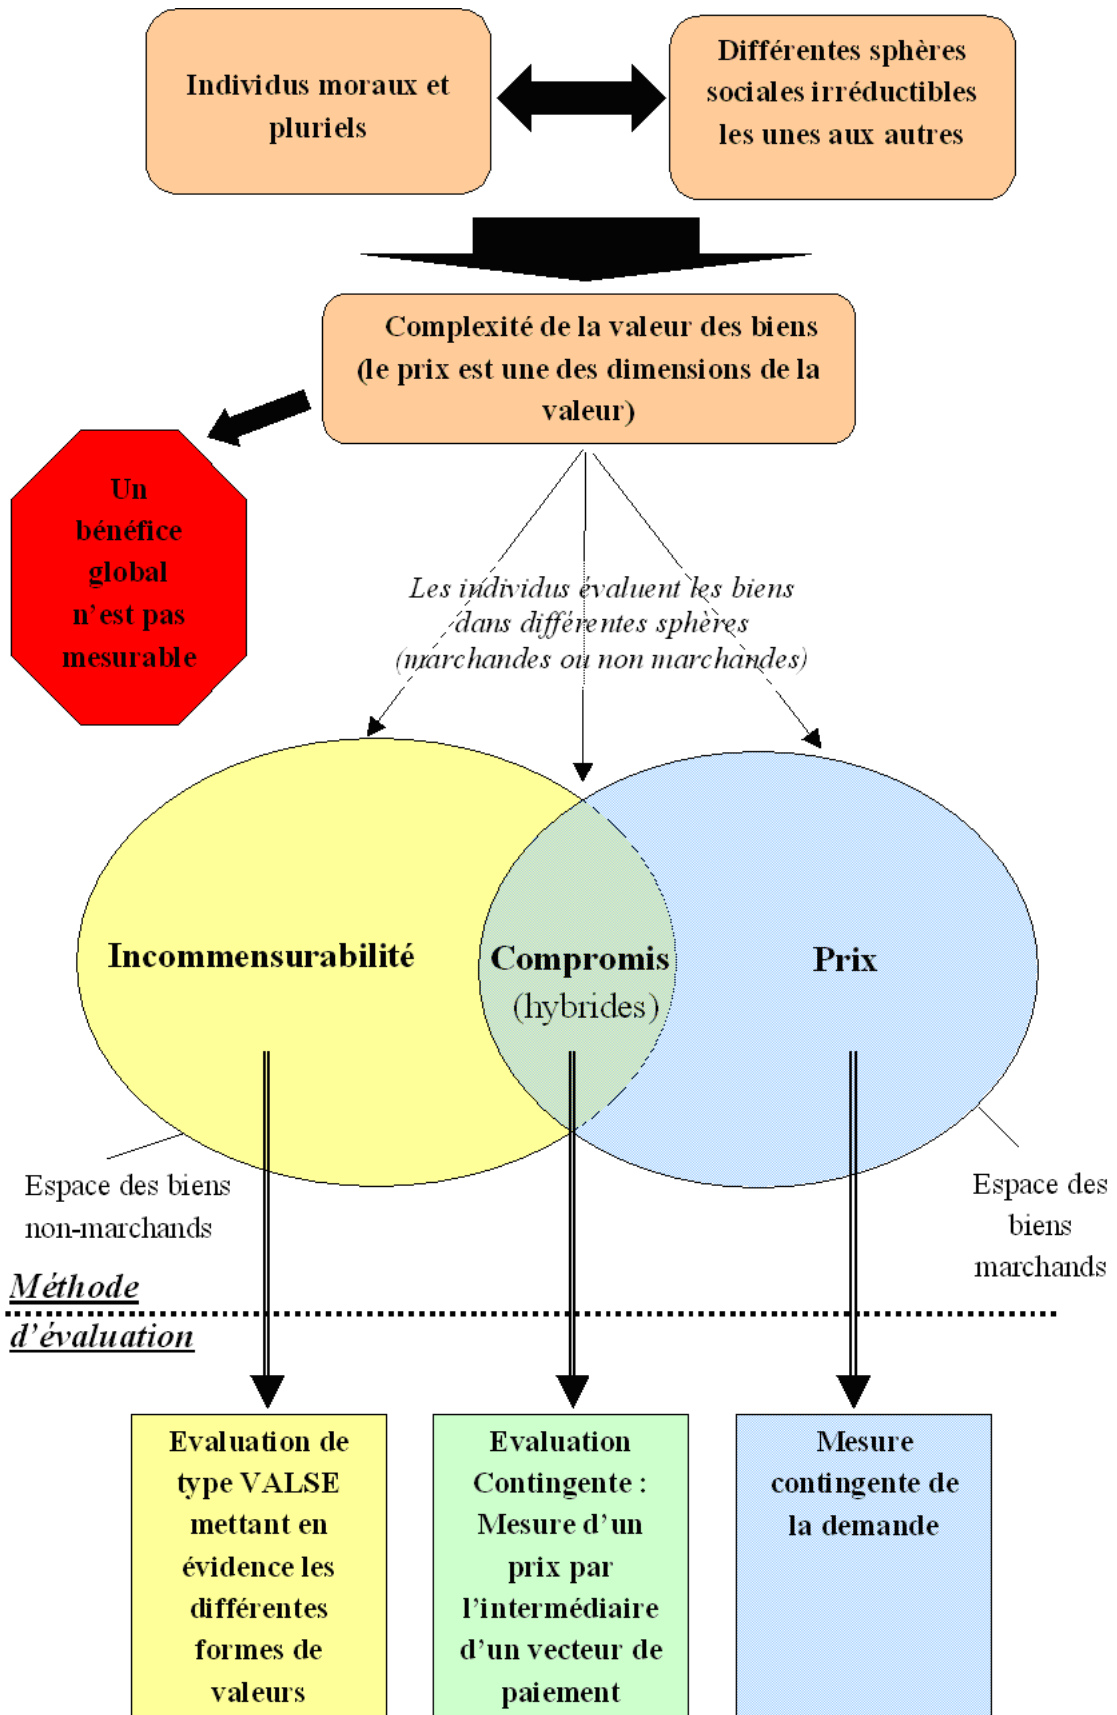 Individus moraux et
pluriels
Différentes sphères
sociales irréductibles
les unes aux autres
Complexité de la valeur des biens
(le prix est une des dimensions de la
valeur)
Un
bénéfice
global
n'est pas
mesurable
Les individus évaluent les biens
dans différentes sphères
(marchandes ou non marchandes)
Incommensurabilité
Compromis
(hybrides)
Prix
Espace des biens
non-marchands
Espace des
biens
marchands
Méthode
d'évaluation
Evaluation de
type VALSE
mettant en
évidence les
différentes
formes de
valeurs
Evaluation
Contingente :
Mesure d'un
prix par
l'intermédiaire
d'un vecteur de
paiement
Mesure
contingente de
la demande